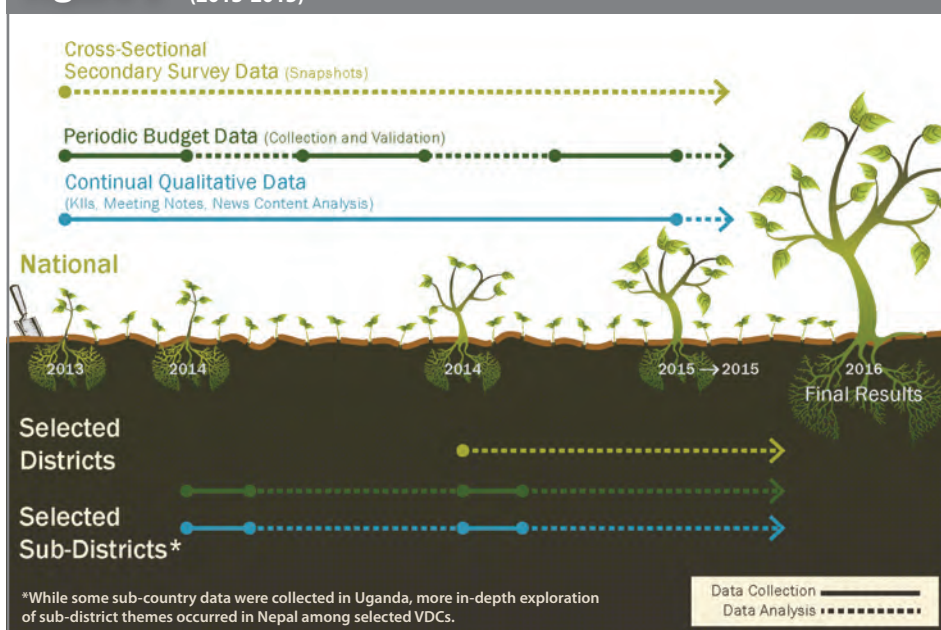 (2013-2015)
Cross-Sectional
Secondary Survey Data (Snapshots)
Periodic Budget Data (Collection and Validation)
Continual Qualitative Data
(KIIs, Meeting Notes, News Content Analysis)
National
2013
2014
2014
2015 → 2015
2016
Final Results
Selected
Districts
Selected
Sub-Districts*
*While some sub-country data were collected in Uganda, more in-depth exploration
of sub-district themes occurred in Nepal among selected VDCs.
Data Collection
Data Analysis